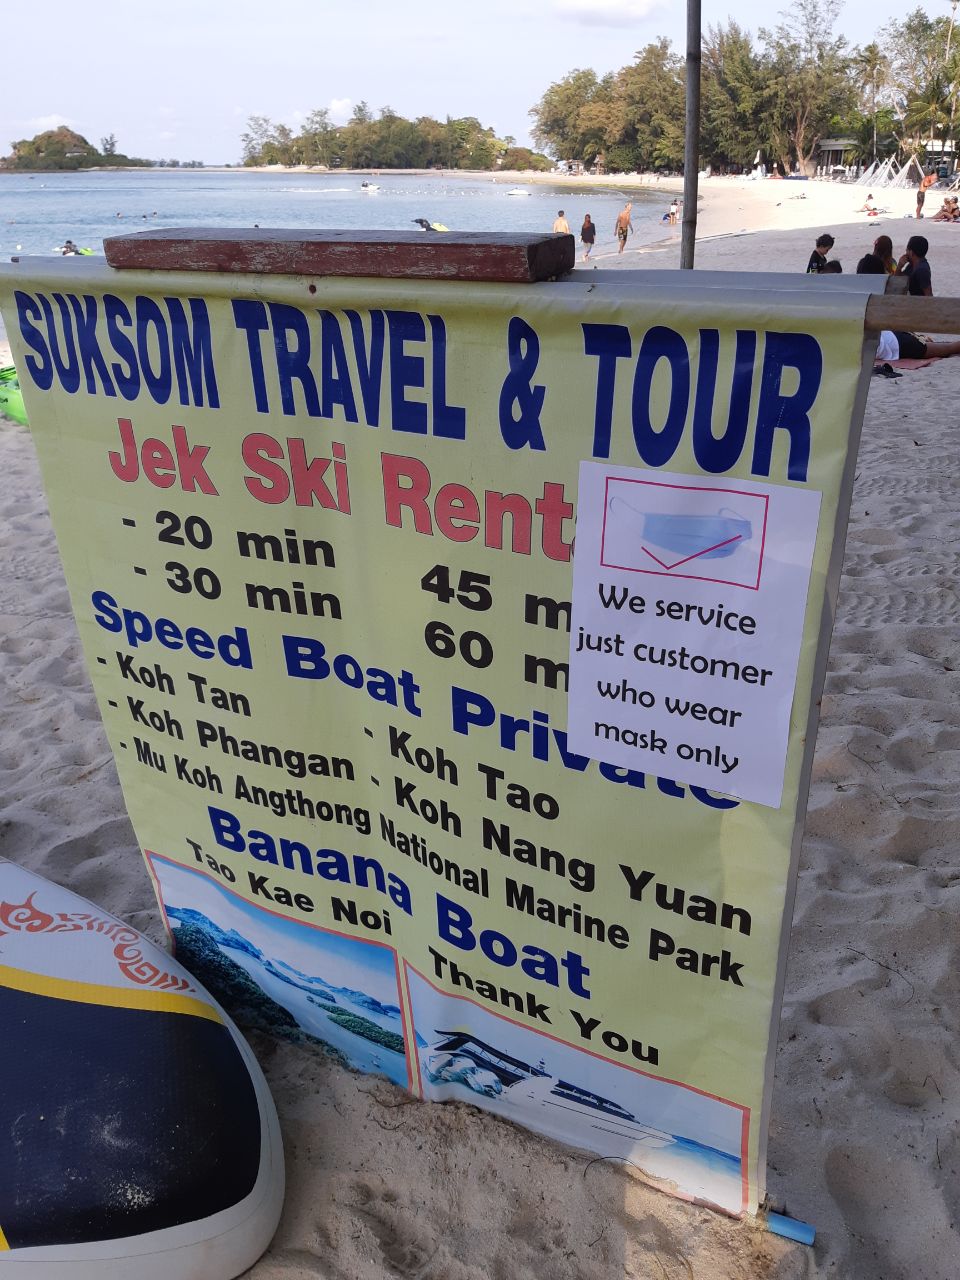 SUKSOM TRAVEL & TOUR
Jek Ski Rent
- 20 min
45 m
- 30 min
60 m
Speed Boat Private
- Koh Tan
- Koh Tao
- Koh Phangan
- Koh Nang Yuan
- Mu Koh Angthong National Marine Park
Banana Boat
Tao Kae Noi
Thank You
We service
just customer
who wear
mask only